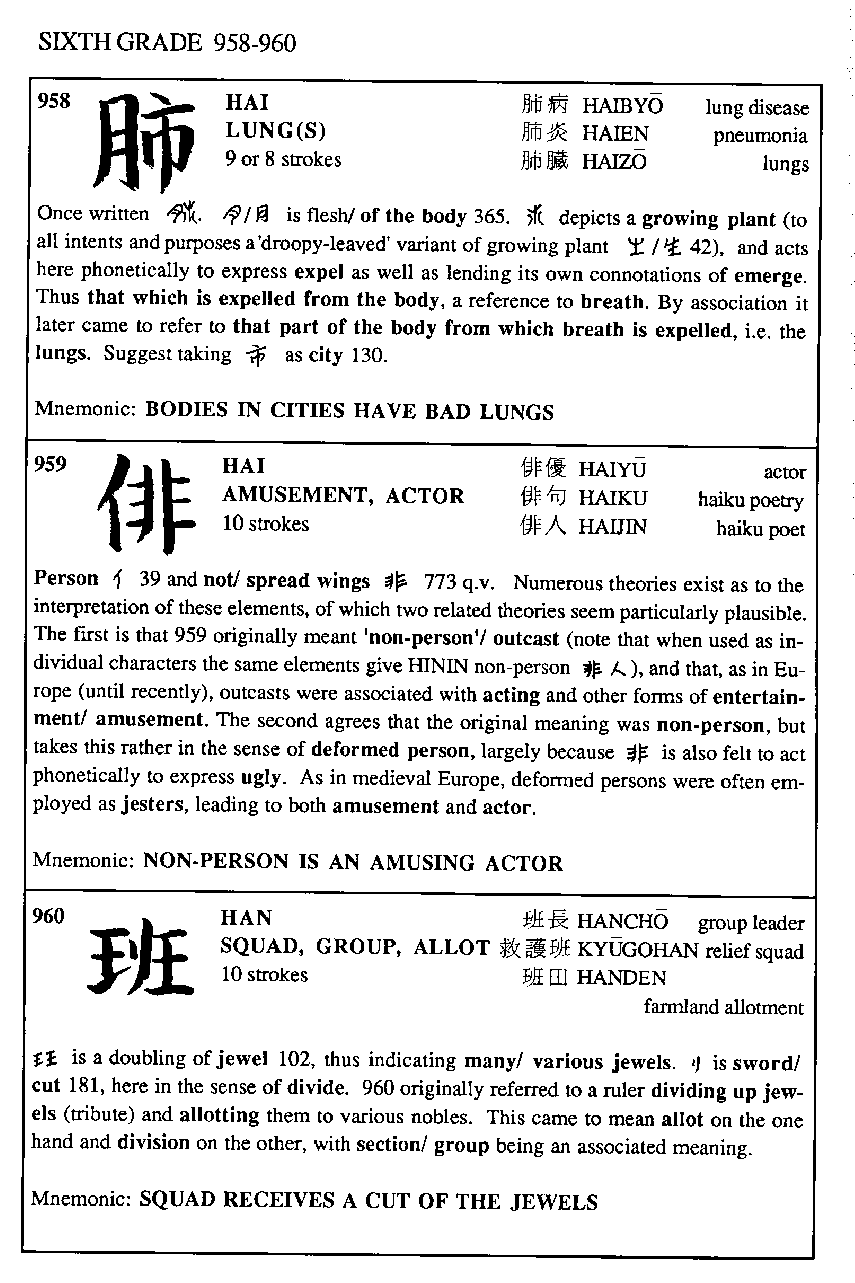 SIXTH GRADE 958-960
958 肺 HAI 肺病 HAIBYŌ lung disease
LUNG(S) 肺炎 HAIEN pneumonia
9 or 8 strokes 肺臓 HAIZŌ lungs
Once written . /月 is flesh/ of the body 365. depicts a growing plant (to
all intents and purposes a 'droopy-leaved' variant of growing plant /生 42), and acts
here phonetically to express expel as well as lending its own connotations of emerge.
Thus that which is expelled from the body, a reference to breath. By association it
later came to refer to that part of the body from which breath is expelled, i.e. the
lungs. Suggest taking 市 as city 130.
Mnemonic: BODIES IN CITIES HAVE BAD LUNGS
959 俳 HAI 俳優 HAIYŪ actor
AMUSEMENT, ACTOR 俳句 HAIKU haiku poetry
10 strokes 俳人 HAIJIN haiku poet
Person 亻 39 and not/ spread wings 非 773 q.v. Numerous theories exist as to the
interpretation of these elements, of which two related theories seem particularly plausible.
The first is that 959 originally meant 'non-person'/ outcast (note that when used as in-
dividual characters the same elements give HININ non-person 非人), and that, as in Eu-
rope (until recently), outcasts were associated with acting and other forms of entertain-
ment/ amusement. The second agrees that the original meaning was non-person, but
takes this rather in the sense of deformed person, largely because 非 is also felt to act
phonetically to express ugly. As in medieval Europe, deformed persons were often em-
ployed as jesters, leading to both amusement and actor.
Mnemonic: NON-PERSON IS AN AMUSING ACTOR
960 班 HAN 班長 HANCHŌ group leader
SQUAD, GROUP, ALLOT 救護班 KYŪGOHAN relief squad
10 strokes 班田 HANDEN
farmland allotment
is a doubling of jewel 102, thus indicating many/ various jewels. 刂 is sword/
cut 181, here in the sense of divide. 960 originally referred to a ruler dividing up jew-
els (tribute) and allotting them to various nobles. This came to mean allot on the one
hand and division on the other, with section/ group being an associated meaning.
Mnemonic: SQUAD RECEIVES A CUT OF THE JEWELS